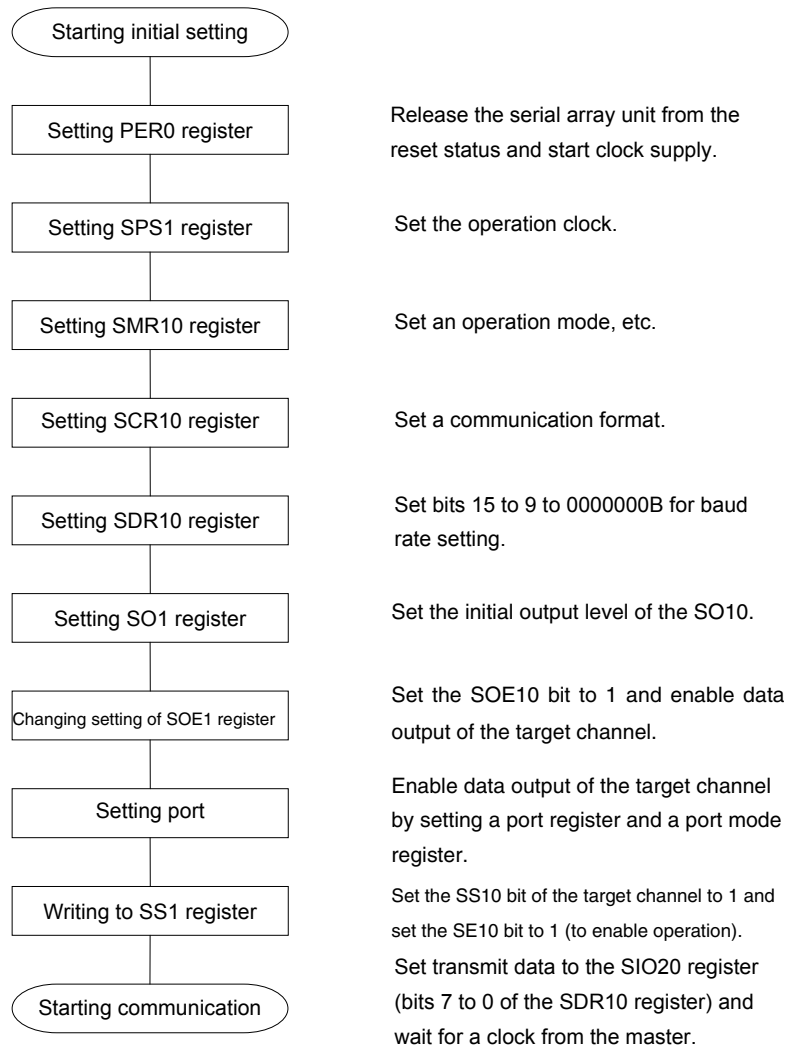 Starting initial setting
Setting PER0 register
Release the serial array unit from the
reset status and start clock supply.
Setting SPS1 register
Set the operation clock.
Setting SMR10 register
Set an operation mode, etc.
Setting SCR10 register
Set a communication format.
Setting SDR10 register
Set bits 15 to 9 to 0000000B for baud
rate setting.
Setting SO1 register
Set the initial output level of the SO10.
Changing setting of SOE1 register
Set the SOE10 bit to 1 and enable data
output of the target channel.
Setting port
Enable data output of the target channel
by setting a port register and a port mode
register.
Writing to SS1 register
Set the SS10 bit of the target channel to 1 and
set the SE10 bit to 1 (to enable operation).
Starting communication
Set transmit data to the SIO20 register
(bits 7 to 0 of the SDR10 register) and
wait for a clock from the master.